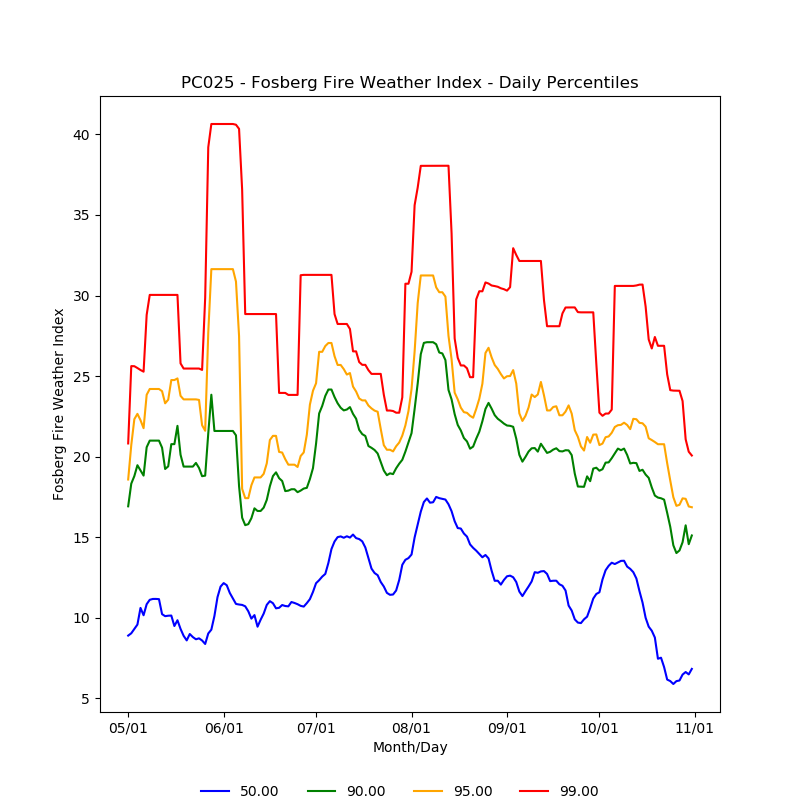 PC025 - Fosberg Fire Weather Index - Daily Percentiles
Fosberg Fire Weather Index
40
35
30
25
20
15
10
5
05/01 06/01 07/01 08/01 09/01 10/01 11/01
Month/Day
50.00 90.00 95.00 99.00